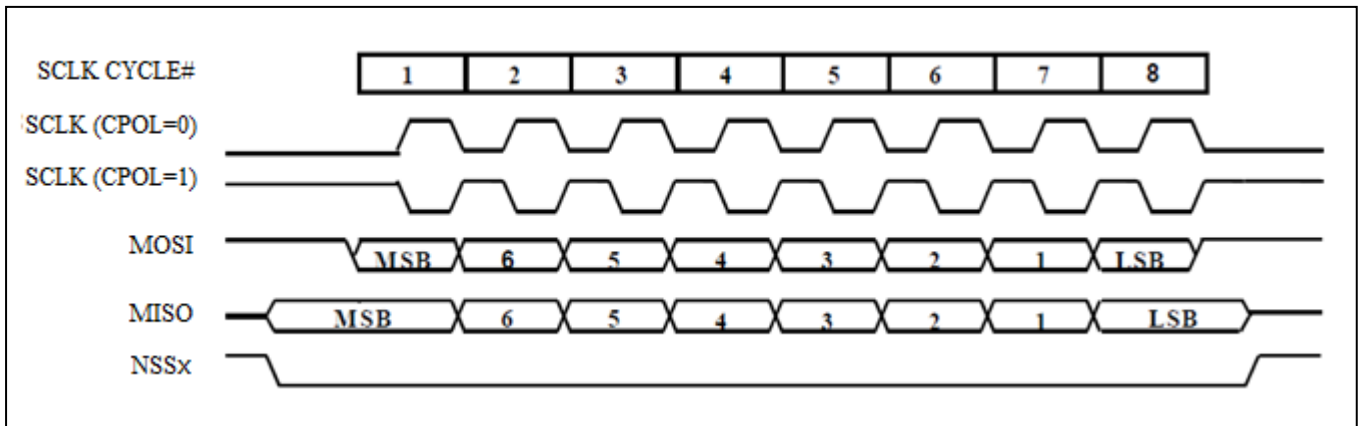 SCLK CYCLE# 1 2 3 4 5 6 7 8
SCLK (CPOL=0)
SCLK (CPOL=1)
MOSI MSB 6 5 4 3 2 1 LSB
MISO MSB 6 5 4 3 2 1 LSB
NSSx